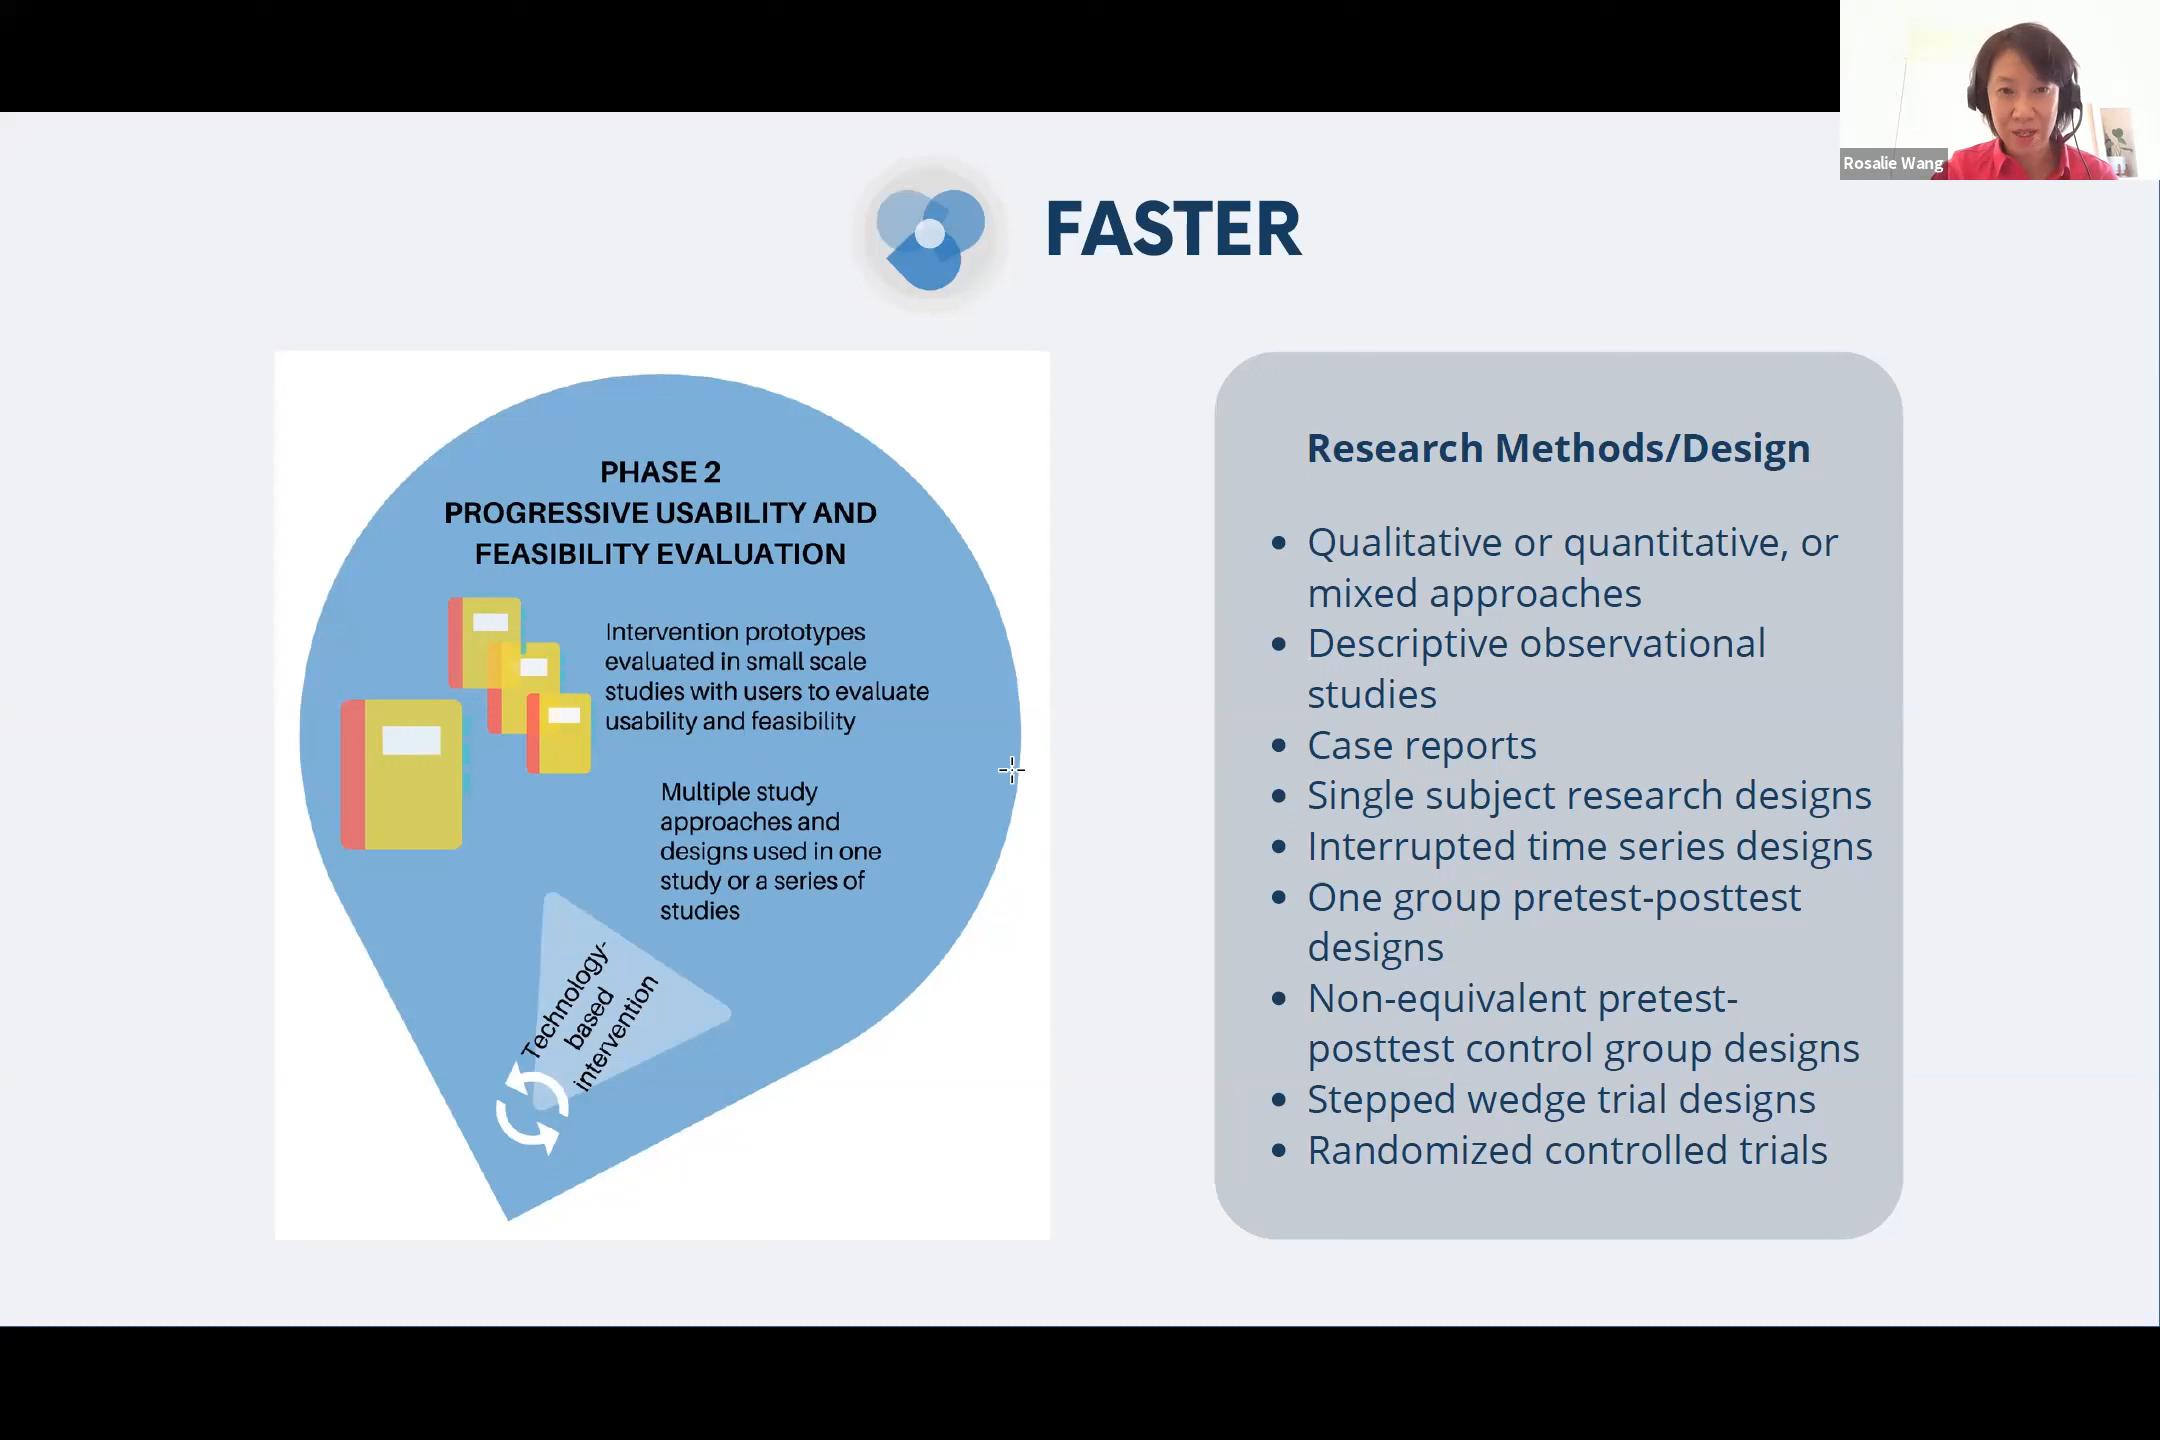 Rosalie Wang
FASTER
PHASE 2
PROGRESSIVE USABILITY AND
FEASIBILITY EVALUATION
Intervention prototypes
evaluated in small scale
studies with users to evaluate
usability and feasibility
Multiple study
approaches and
designs used in one
study or a series of
studies
Technology-
based
intervention
Research Methods/Design
• Qualitative or quantitative, or
mixed approaches
• Descriptive observational
studies
• Case reports
• Single subject research designs
• Interrupted time series designs
• One group pretest-posttest
designs
• Non-equivalent pretest-
posttest control group designs
• Stepped wedge trial designs
• Randomized controlled trials